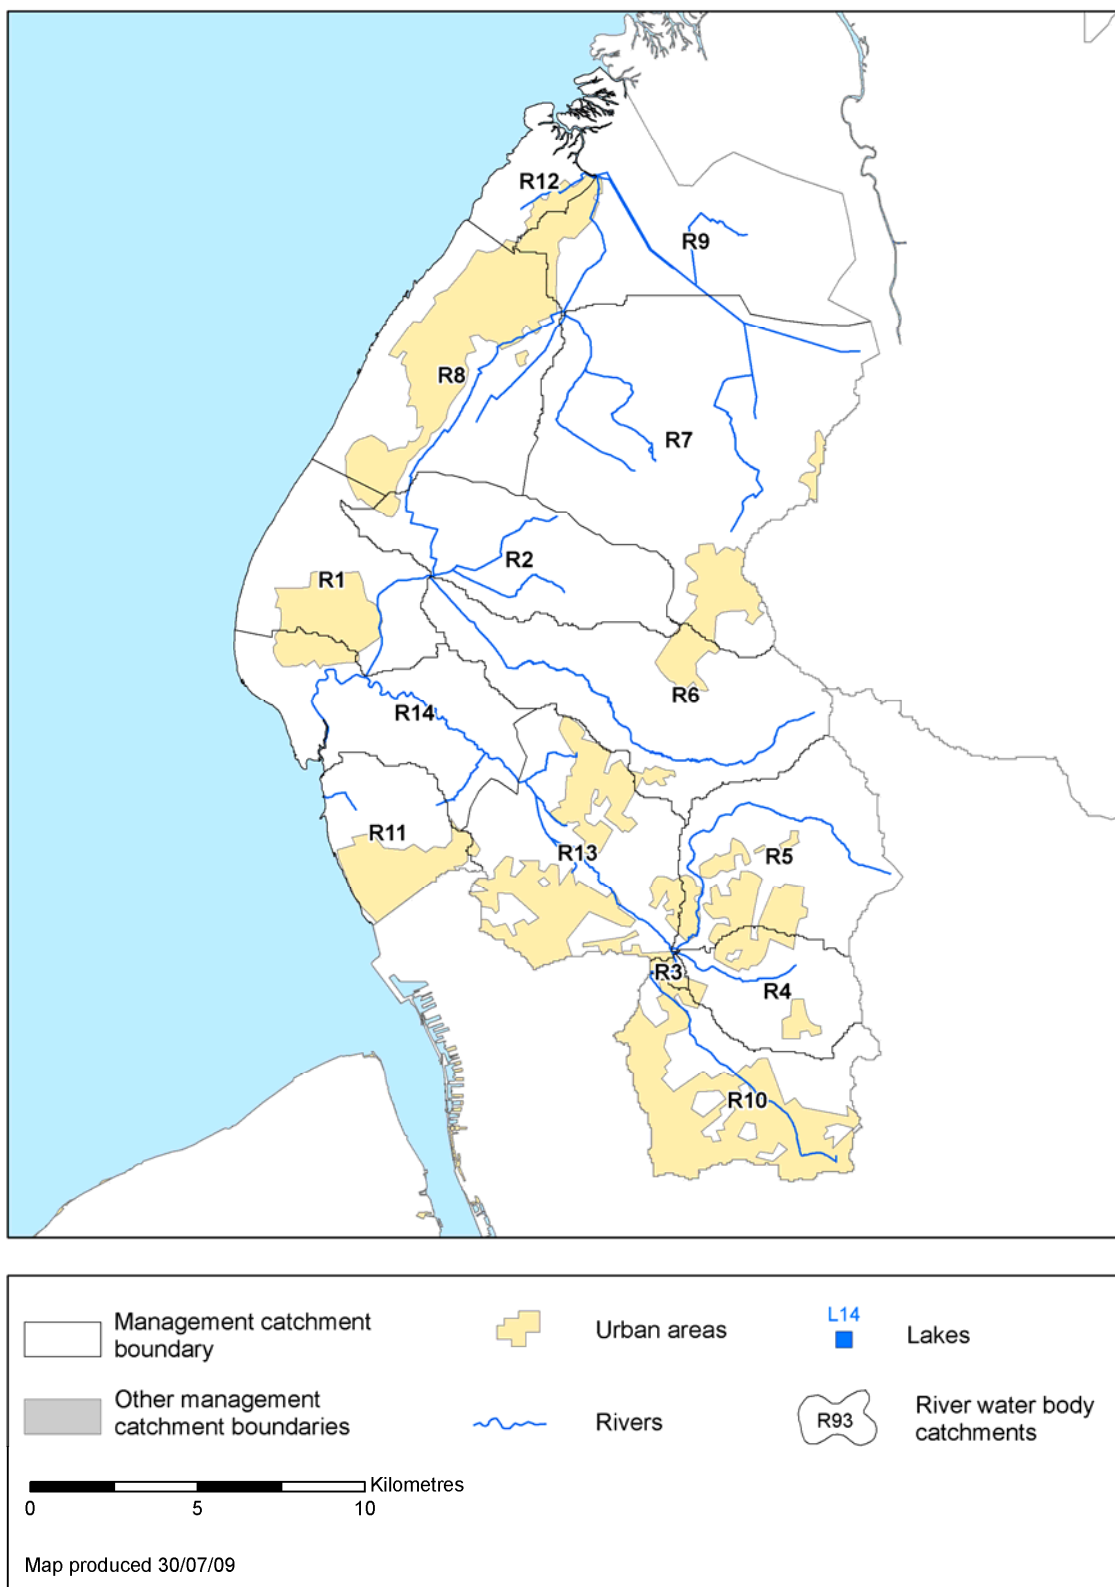 R12
R9
R8
R7
R2
R1
R6
R14
R11
R13
R5
R3
R4
R10
Management catchment
boundary
Urban areas
L14
Lakes
Other management
catchment boundaries
Rivers
R93
River water body
catchments
Kilometres
0 5 10
Map produced 30/07/09